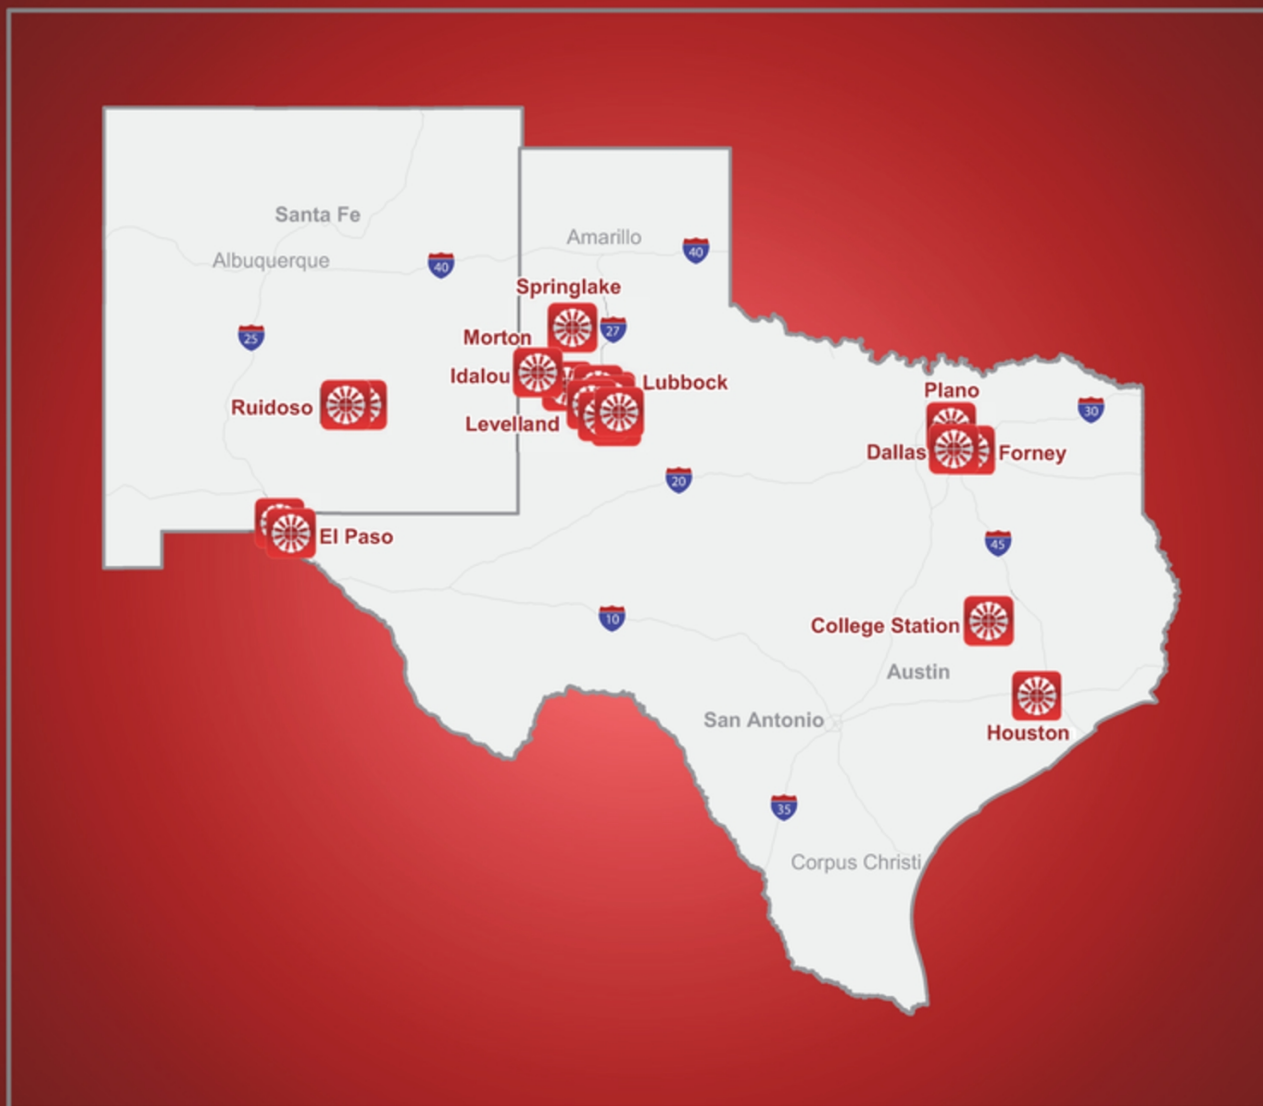 Santa Fe
Amarillo
40
Albuquerque
40
Springlake
27
25
Morton
Idalou
Lubbock
Plano
Ruidoso
30
Levelland
Dallas
Forney
20
El Paso
45
10
College Station
Austin
San Antonio
Houston
35
Corpus Christi